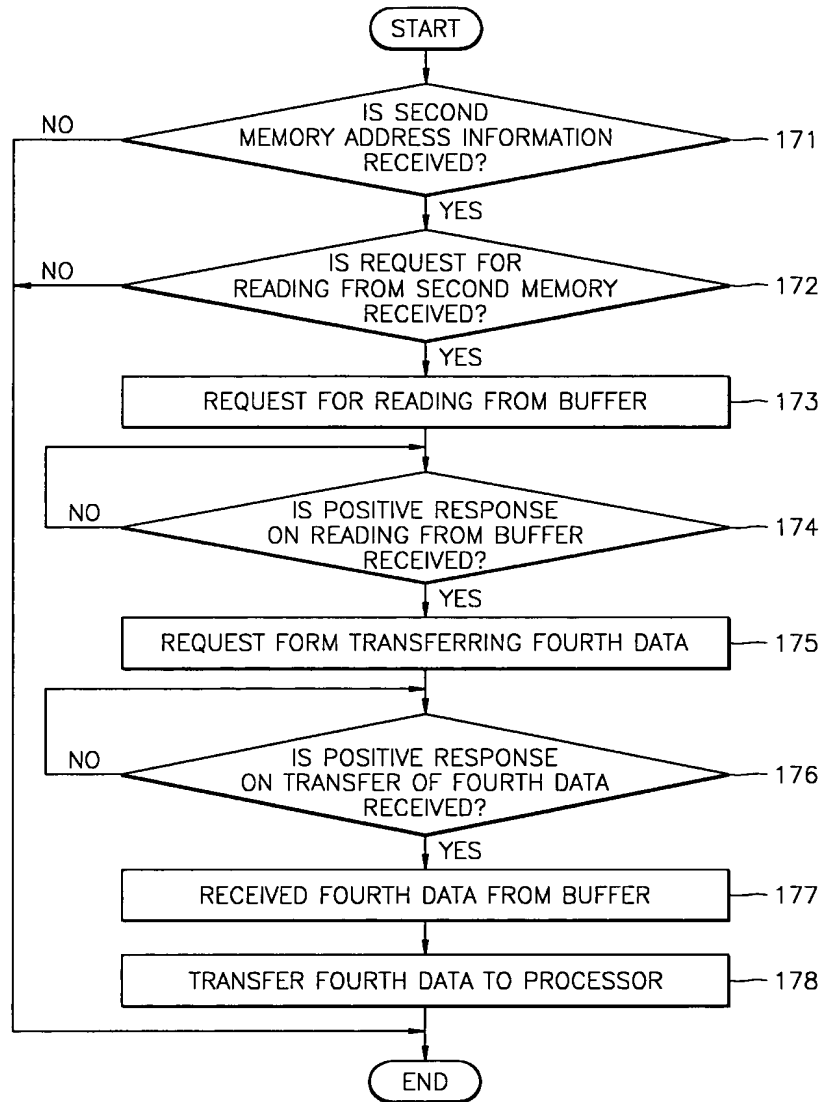 START
IS SECOND
NO
MEMORY ADDRESS INFORMATION
171
RECEIVED?
YES
IS REQUEST FOR
NO
READING FROM SECOND MEMORY
172
RECEIVED?
YES
REQUEST FOR READING FROM BUFFER
173
IS POSITIVE RESPONSE
NO
ON READING FROM BUFFER
174
RECEIVED?
YES
REQUEST FORM TRANSFERRING FOURTH DATA
175
IS POSITIVE RESPONSE
NO
ON TRANSFER OF FOURTH DATA
176
RECEIVED?
YES
RECEIVED FOURTH DATA FROM BUFFER
177
TRANSFER FOURTH DATA TO PROCESSOR
178
END